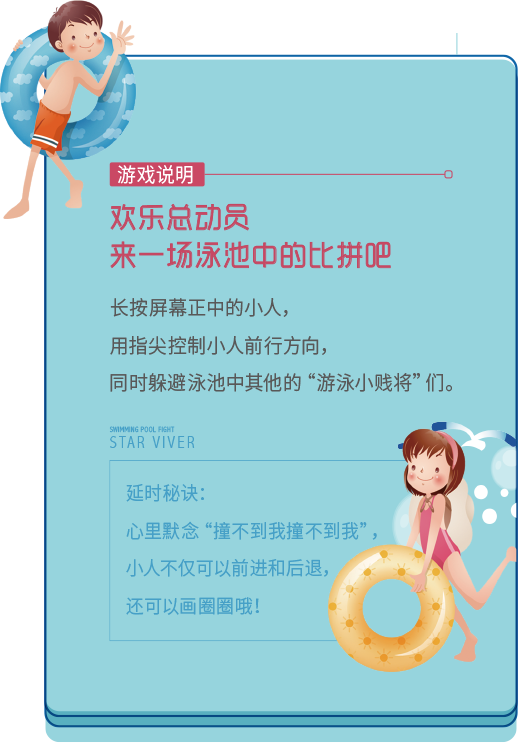 游戏说明
欢乐总动员
来一场泳池中的比拼吧
长按屏幕正中的小人，
用指尖控制小人前行方向，
同时躲避泳池中其他的“游泳小贱将”们。
SWIMMING POOL FIGHT
STAR VIVER
延时秘诀：
心里默念“撞不到我撞不到我”，
小人不仅可以前进和后退，
还可以画圈圈哦！